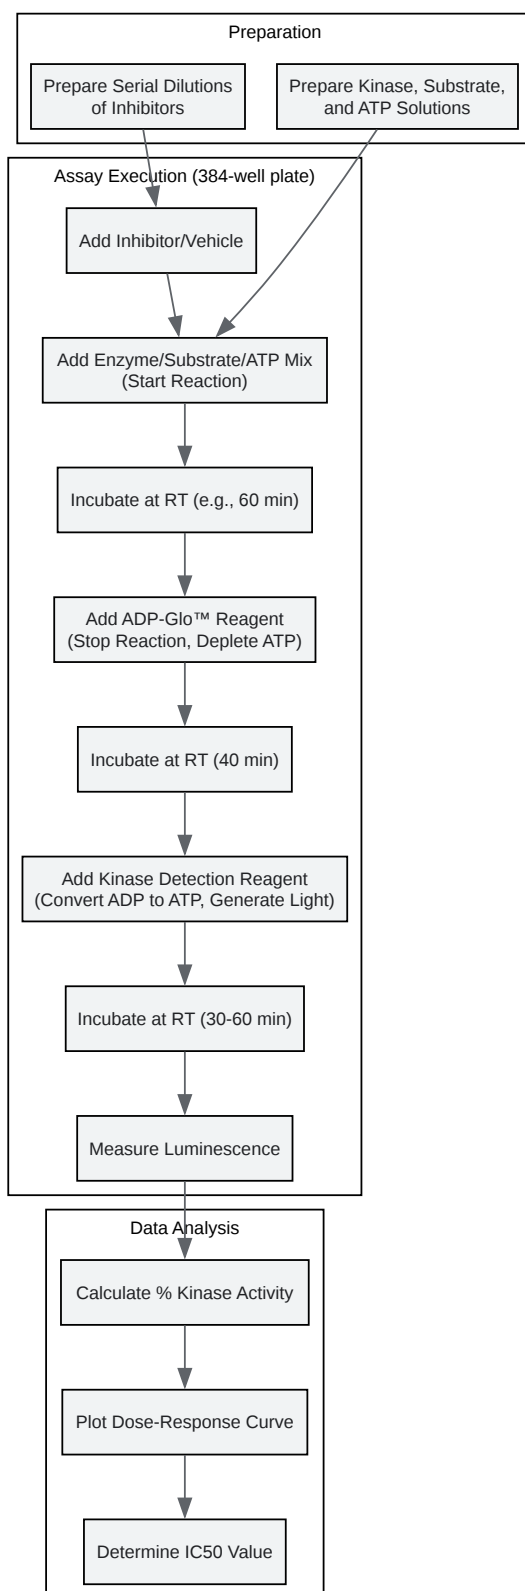 Preparation
Prepare Serial Dilutions
of Inhibitors
Prepare Kinase, Substrate,
and ATP Solutions
Assay Execution (384-well plate)
Add Inhibitor/Vehicle
Add Enzyme/Substrate/ATP Mix
(Start Reaction)
Incubate at RT (e.g., 60 min)
Add ADP-Glo™ Reagent
(Stop Reaction, Deplete ATP)
Incubate at RT (40 min)
Add Kinase Detection Reagent
(Convert ADP to ATP, Generate Light)
Incubate at RT (30-60 min)
Measure Luminescence
Data Analysis
Calculate % Kinase Activity
Plot Dose-Response Curve
Determine IC50 Value